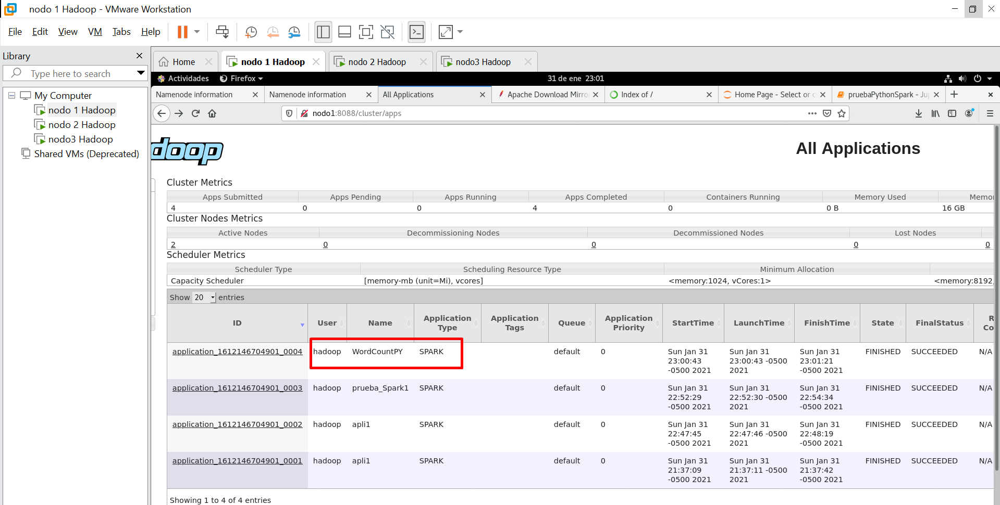 nodo 1 Hadoop - VMware Workstation
File Edit View VM Tabs Help
Library
Type here to search
My Computer
nodo 1 Hadoop
nodo 2 Hadoop
nodo3 Hadoop
Shared VMs (Deprecated)
Home nodo 1 Hadoop nodo 2 Hadoop nodo3 Hadoop
Actividades Firefox 31 de ene 23:01
Namenode information Namenode information All Applications Apache Download Mirro Index of / Home Page - Select or c pruebaPythonSpark - Jup
nodo1:8088/cluster/apps
doop
All Applications
Cluster Metrics
Apps Submitted Apps Pending Apps Running Apps Completed Containers Running Memory Used Memo
4 0 0 4 0 0 B 16 GB
Cluster Nodes Metrics
Active Nodes Decommissioning Nodes Decommissioned Nodes Lost Nodes
2 0 0 0 0
Scheduler Metrics
Scheduler Type Scheduling Resource Type Minimum Allocation
Capacity Scheduler [memory-mb (unit=Mi), vcores] <memory:1024, vCores:1> <memory:8192,
Show 20 entries
ID User Name Application Type Application Tags Queue Application Priority StartTime LaunchTime FinishTime State FinalStatus R Co
application_1612146704901_0004 hadoop WordCountPY SPARK default 0 Sun Jan 31 Sun Jan 31 Sun Jan 31 FINISHED SUCCEEDED N/A
23:00:43 23:00:43 -0500 23:01:21
-0500 2021 2021 -0500 2021
application_1612146704901_0003 hadoop prueba_Spark1 SPARK default 0 Sun Jan 31 Sun Jan 31 Sun Jan 31 FINISHED SUCCEEDED N/A
22:52:29 22:52:30 -0500 22:54:34
-0500 2021 2021 -0500 2021
application_1612146704901_0002 hadoop apli1 SPARK default 0 Sun Jan 31 Sun Jan 31 Sun Jan 31 FINISHED SUCCEEDED N/A
22:47:45 22:47:46 -0500 22:48:19
-0500 2021 2021 -0500 2021
application_1612146704901_0001 hadoop apli1 SPARK default 0 Sun Jan 31 Sun Jan 31 Sun Jan 31 FINISHED SUCCEEDED N/A
21:37:09 21:37:11 -0500 21:37:42
-0500 2021 2021 -0500 2021
Showing 1 to 4 of 4 entries